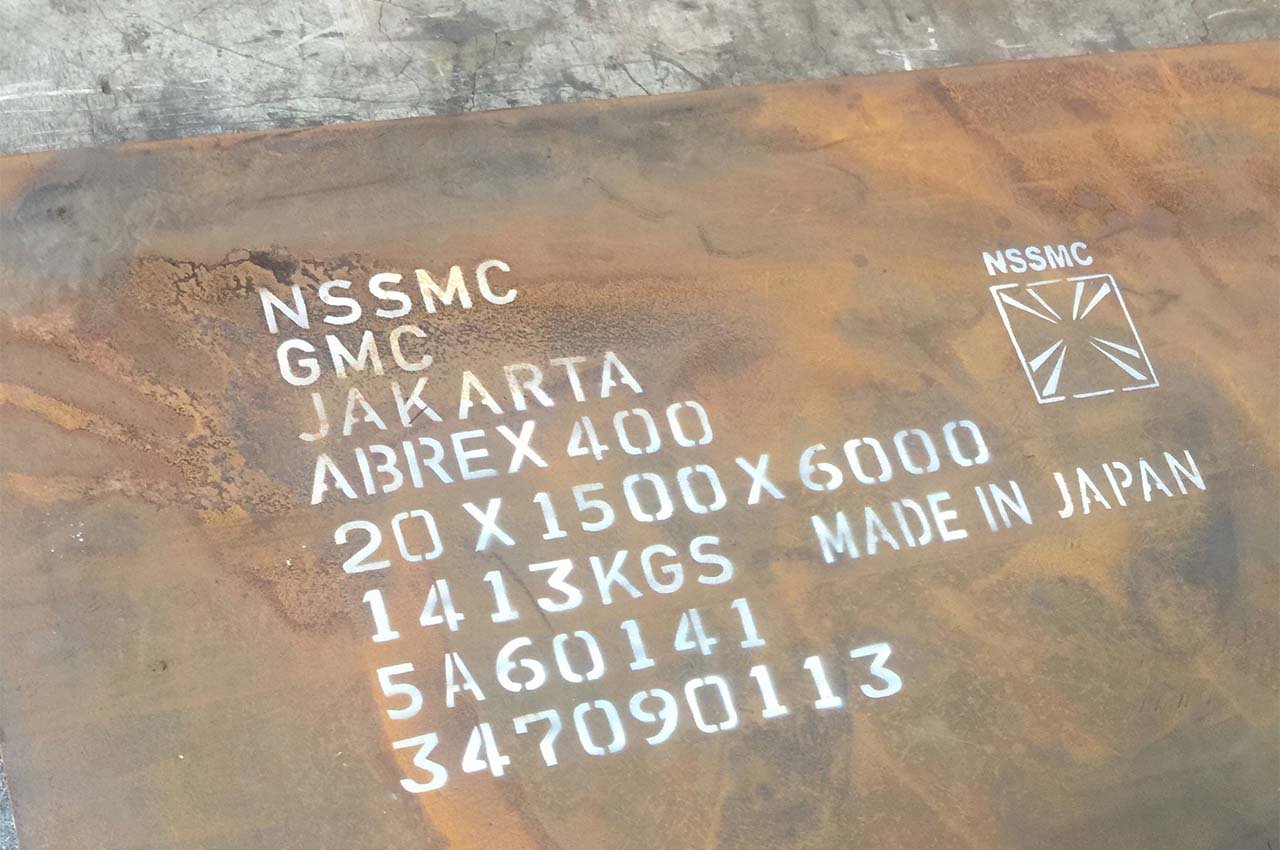 NSSMC
GMC
JAKARTA
ABREX 400
20 X 1500 X 6000
1413KGS MADE IN JAPAN
5A60141
347090113
NSSMC